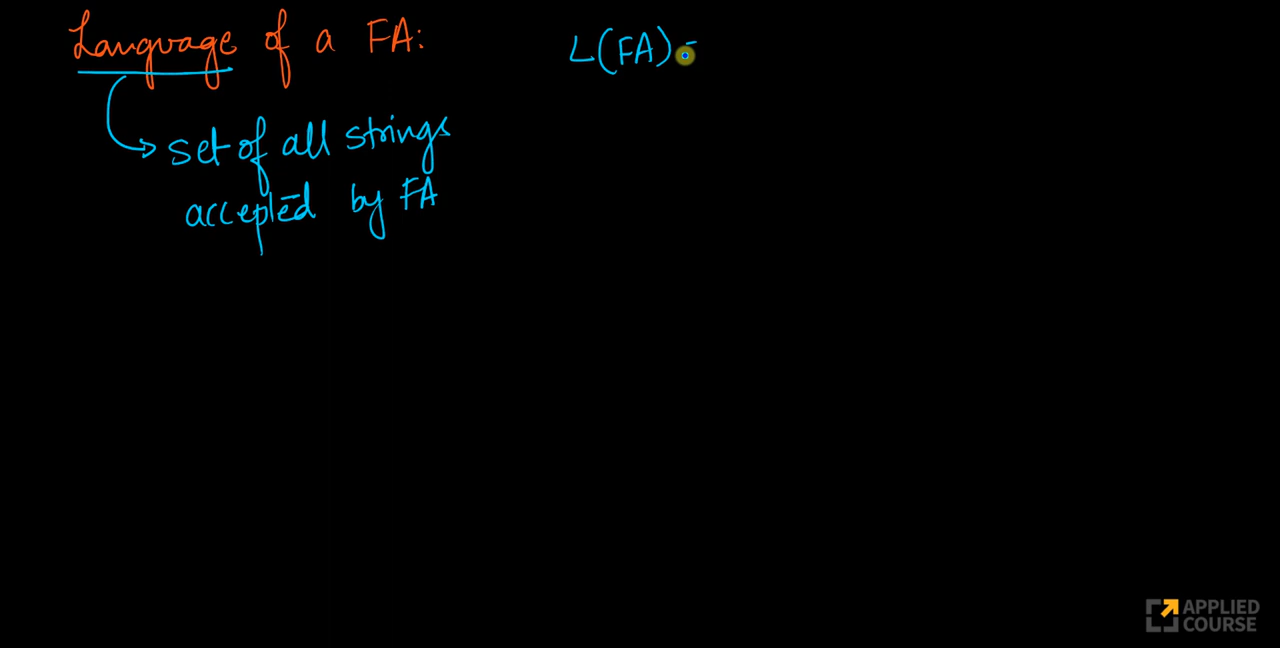 Language of a FA:
L(FA) =
set of all strings
accepted by FA
APPLIED
COURSE